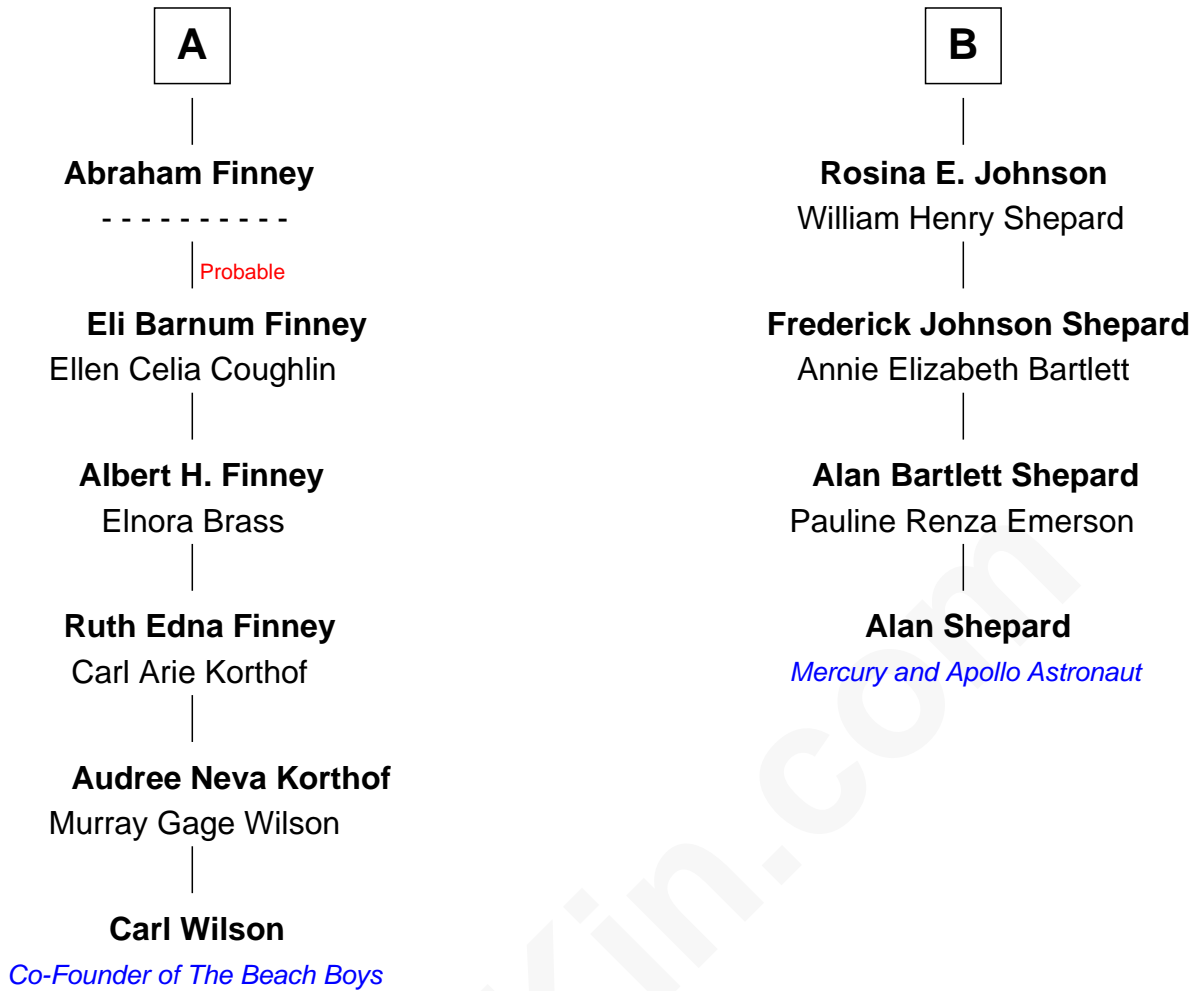 A
Abraham Finney
- - - - - - - - - -
Probable
Eli Barnum Finney
Ellen Celia Coughlin
Albert H. Finney
Elnora Brass
Ruth Edna Finney
Carl Arie Korthof
Audree Neva Korthof
Murray Gage Wilson
Carl Wilson
Co-Founder of The Beach Boys
B
Rosina E. Johnson
William Henry Shepard
Frederick Johnson Shepard
Annie Elizabeth Bartlett
Alan Bartlett Shepard
Pauline Renza Emerson
Alan Shepard
Mercury and Apollo Astronaut
Kin.com